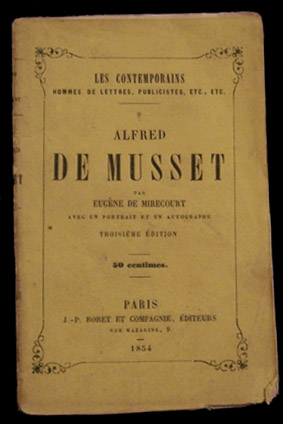 LES CONTEMPORAINS
HOMMES DE LETTRES, PUBLICISTES, ETC., ETC.
ALFRED
DE MUSSET
PAR
EUGÈNE DE MIRECOURT
AVEC UN PORTRAIT ET UN AUTOGRAPHE
TROISIÈME ÉDITION
50 centimes.
PARIS
J.-P. RORET ET COMPAGNIE, ÉDITEURS
RUE MAZARINE, 9.
1854